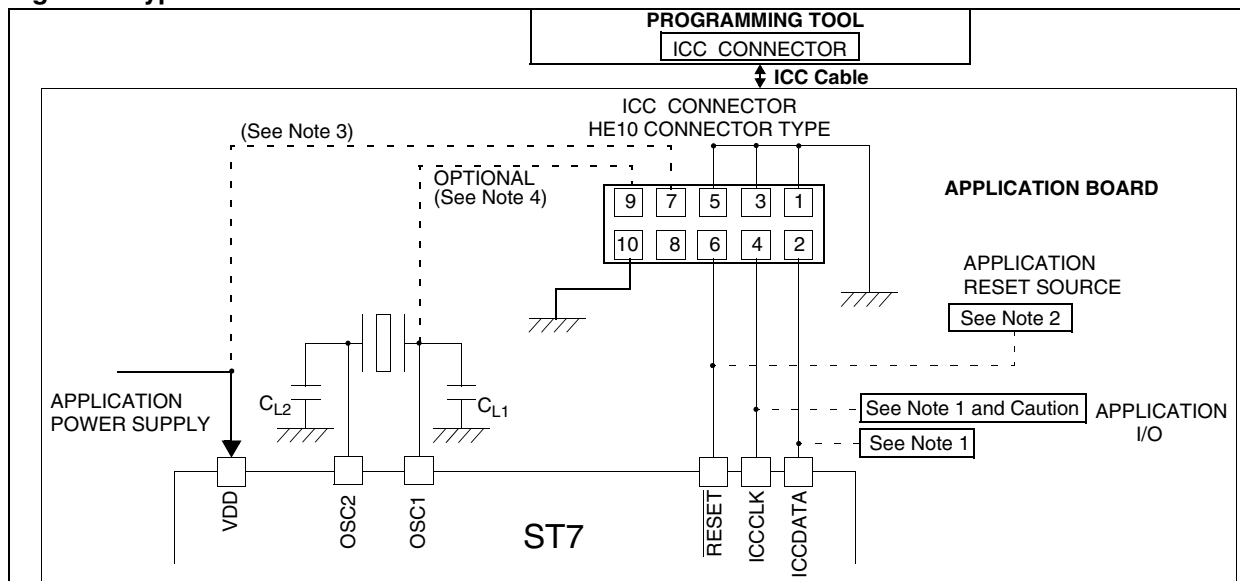 PROGRAMMING TOOL
ICC CONNECTOR
ICC Cable
ICC CONNECTOR
HE10 CONNECTOR TYPE
(See Note 3)
OPTIONAL
(See Note 4)
9 7 5 3 1
10 8 6 4 2
APPLICATION BOARD
APPLICATION
RESET SOURCE
See Note 2
APPLICATION
POWER SUPPLY
CL2
CL1
See Note 1 and Caution
APPLICATION
I/O
See Note 1
VDD
OSC2
OSC1
RESET
ICCCLK
ICCDATA
ST7